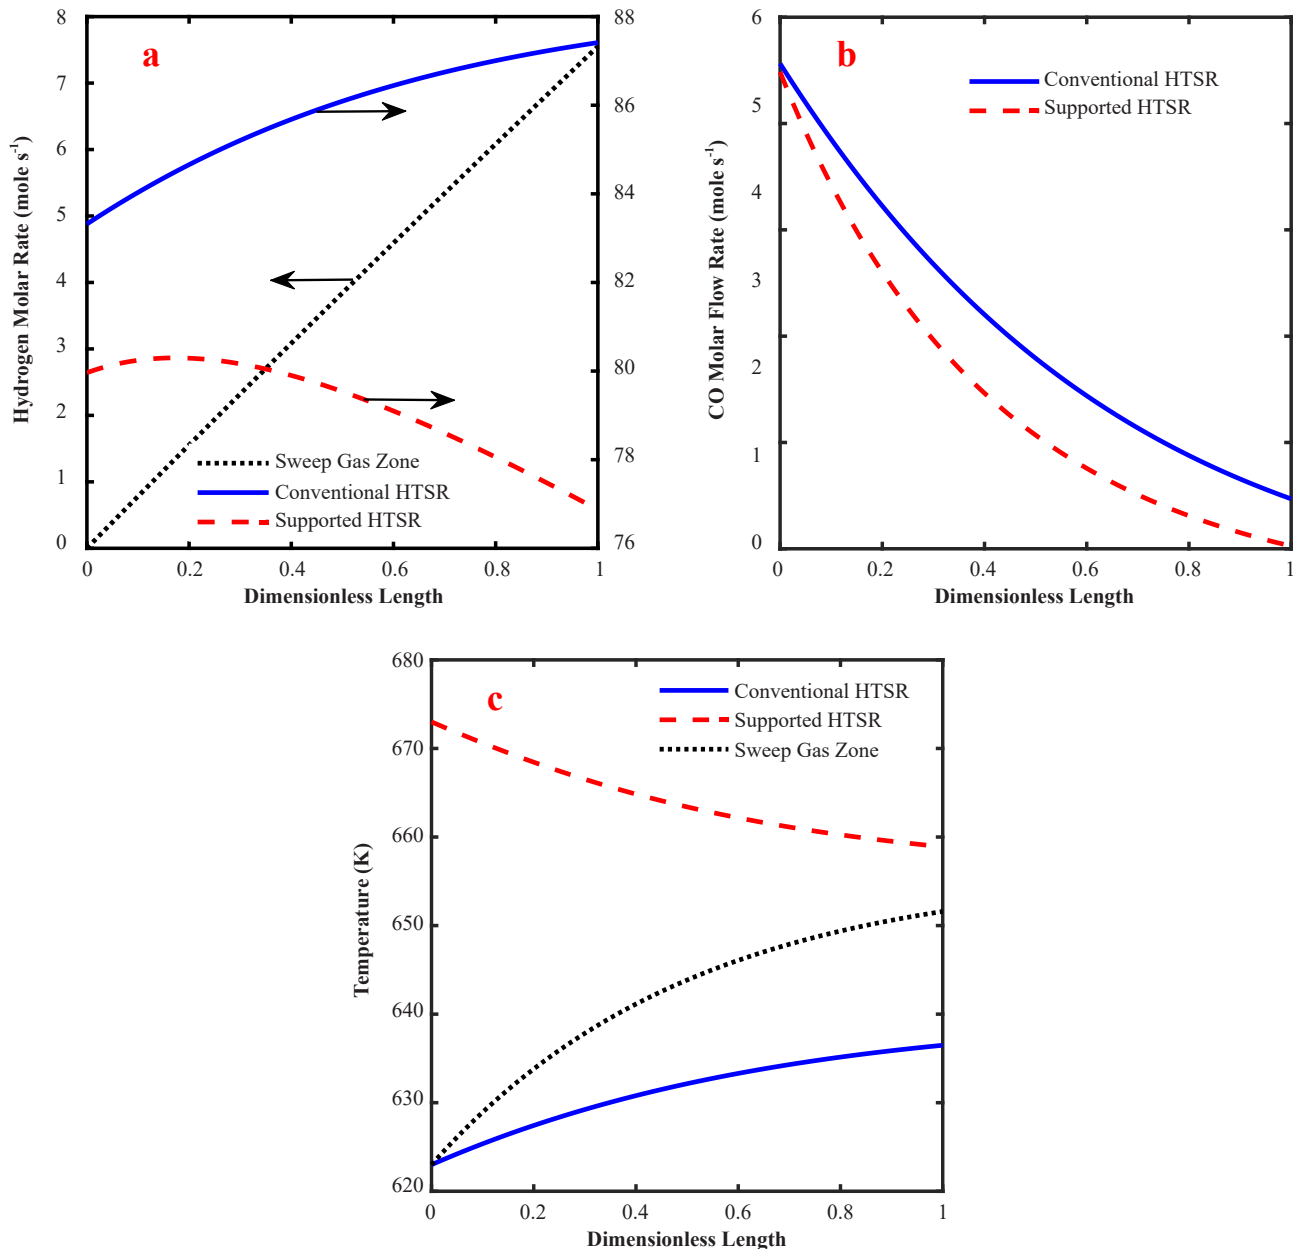 a
Hydrogen Molar Rate (mole s-1)
8
7
6
5
4
3
2
1
0
88
86
84
82
80
78
76
Sweep Gas Zone
Conventional HTSR
Supported HTSR
0 0.2 0.4 0.6 0.8 1
Dimensionless Length
b
CO Molar Flow Rate (mole s-1)
6
5
4
3
2
1
0
Conventional HTSR
Supported HTSR
0 0.2 0.4 0.6 0.8 1
Dimensionless Length
c
Temperature (K)
680
670
660
650
640
630
620
Conventional HTSR
Supported HTSR
Sweep Gas Zone
0 0.2 0.4 0.6 0.8 1
Dimensionless Length